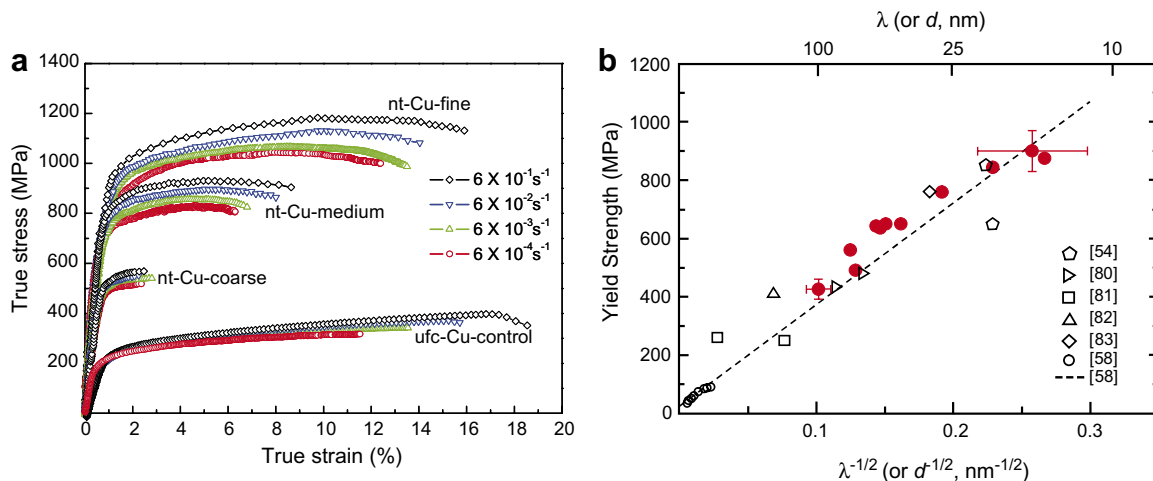 a
True stress (MPa)
1400
1200
1000
800
600
400
200
0
nt-Cu-fine
nt-Cu-medium
nt-Cu-coarse
ufc-Cu-control
6 X 10⁻¹s⁻¹
6 X 10⁻²s⁻¹
6 X 10⁻³s⁻¹
6 X 10⁻⁴s⁻¹
0 2 4 6 8 10 12 14 16 18 20
True strain (%)
b
λ (or d, nm)
100 25 10
Yield Strength (MPa)
1200
1000
800
600
400
200
0
[54]
[80]
[81]
[82]
[83]
[58]
[58]
0.1 0.2 0.3
λ⁻¹/² (or d⁻¹/², nm⁻¹/²)